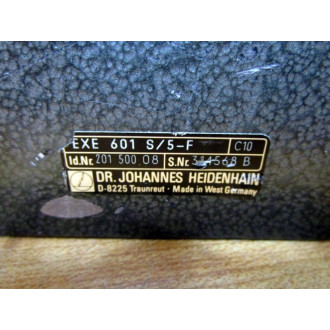 EXE 601 S/5-F C10
Id.Nr. 201 500 08 S.Nr. 314568 B
DR. JOHANNES HEIDENHAIN
D-8225 Traunreut · Made in West Germany